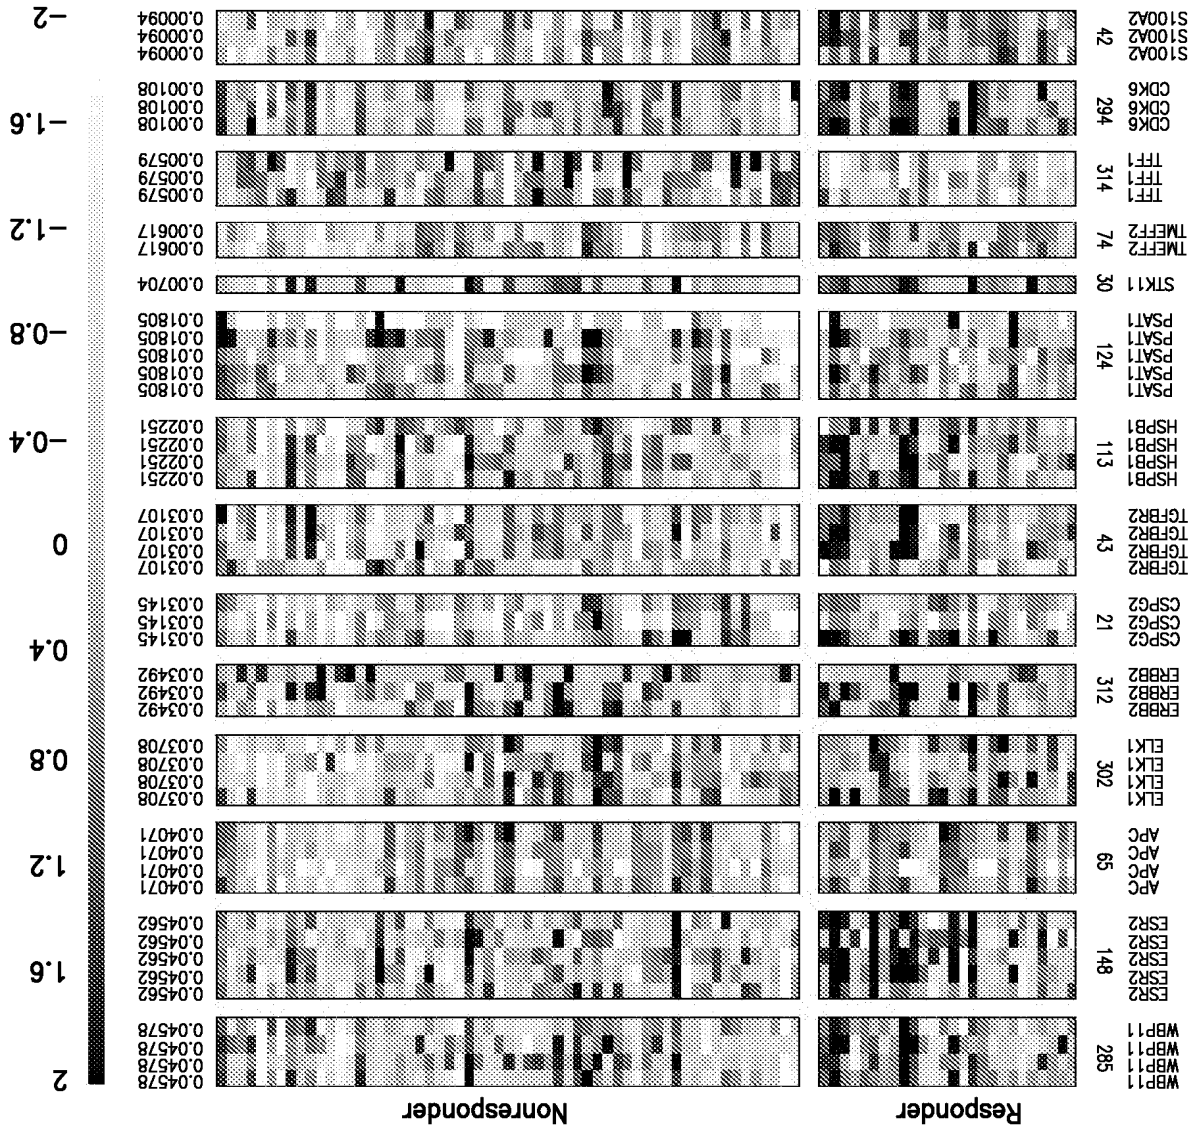 Responder
Nonresponder
WBP11
WBP11
WBP11
WBP11
285
0.04578
0.04578
0.04578
0.04578
ESR2
ESR2
ESR2
ESR2
ESR2
148
0.04562
0.04562
0.04562
0.04562
0.04562
APC
APC
APC
APC
65
0.04071
0.04071
0.04071
0.04071
ELK1
ELK1
ELK1
ELK1
302
0.03708
0.03708
0.03708
0.03708
ERBB2
ERBB2
ERBB2
312
0.03492
0.03492
0.03492
CSPG2
CSPG2
CSPG2
21
0.03145
0.03145
0.03145
TGFBR2
TGFBR2
TGFBR2
TGFBR2
43
0.03107
0.03107
0.03107
0.03107
HSPB1
HSPB1
HSPB1
HSPB1
113
0.02251
0.02251
0.02251
0.02251
PSAT1
PSAT1
PSAT1
PSAT1
PSAT1
124
0.01805
0.01805
0.01805
0.01805
0.01805
STK11
30
0.00704
TMEFF2
TMEFF2
74
0.00617
0.00617
TFF1
TFF1
TFF1
314
0.00579
0.00579
0.00579
CDK6
CDK6
CDK6
294
0.00108
0.00108
0.00108
S100A2
S100A2
S100A2
42
0.00094
0.00094
0.00094
2
1.6
1.2
0.8
0.4
0
-0.4
-0.8
-1.2
-1.6
-2